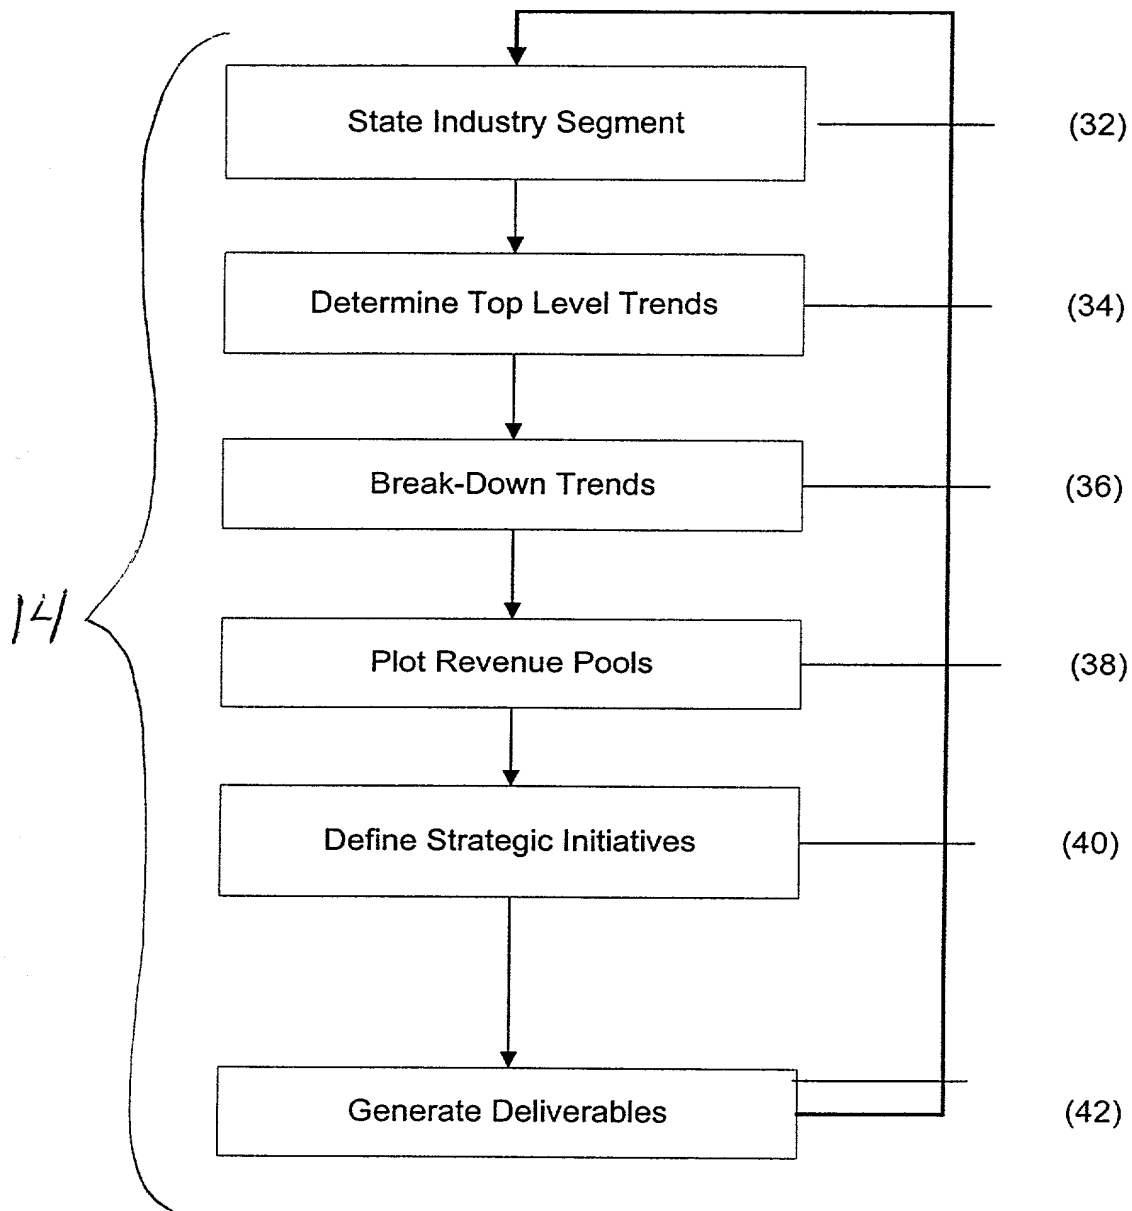 State Industry Segment
(32)
Determine Top Level Trends
(34)
Break-Down Trends
(36)
14
Plot Revenue Pools
(38)
Define Strategic Initiatives
(40)
Generate Deliverables
(42)